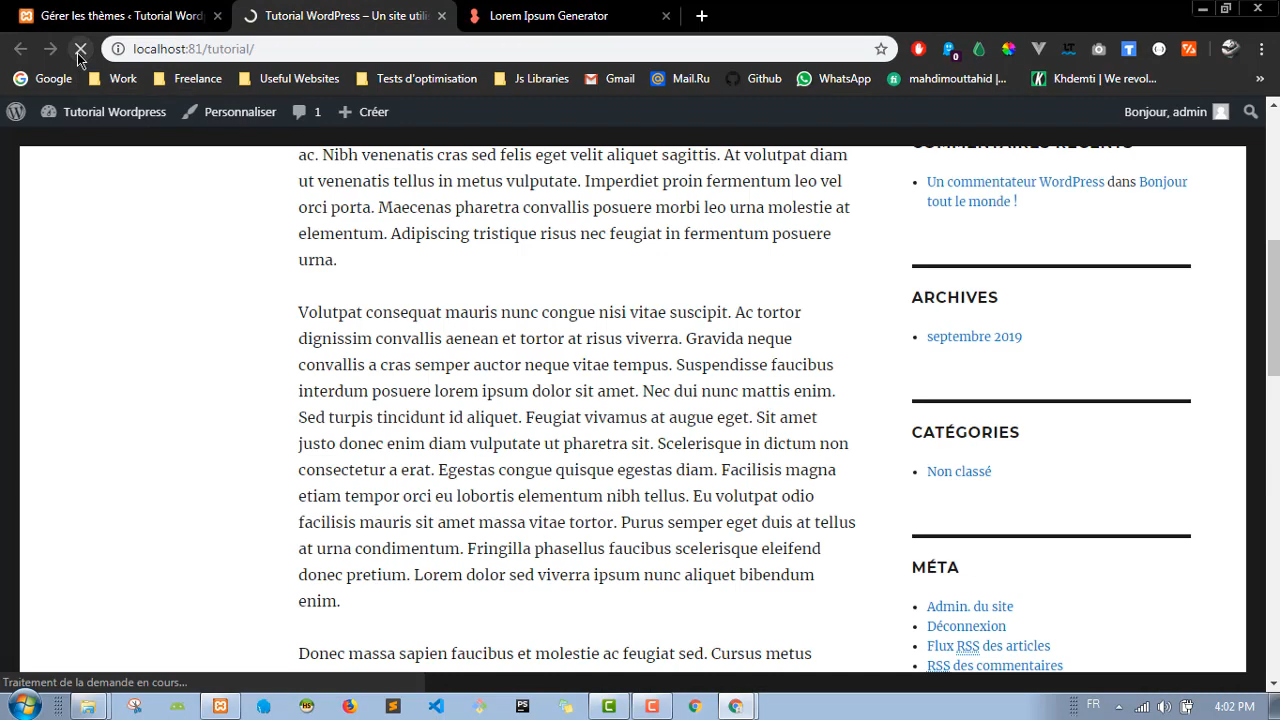 Gérer les thèmes ‹ Tutorial Word
Tutorial WordPress – Un site utili
Lorem Ipsum Generator
localhost:81/tutorial/
Google
Work
Freelance
Useful Websites
Tests d'optimisation
Js Libraries
Gmail
Mail.Ru
Github
WhatsApp
mahdimouttahid |...
Khdemti | We revol...
»
Tutorial Wordpress
Personnaliser
1
Créer
Bonjour, admin
ac. Nibh venenatis cras sed felis eget velit aliquet sagittis. At volutpat diam
ut venenatis tellus in metus vulputate. Imperdiet proin fermentum leo vel
orci porta. Maecenas pharetra convallis posuere morbi leo urna molestie at
elementum. Adipiscing tristique risus nec feugiat in fermentum posuere
urna.
Volutpat consequat mauris nunc congue nisi vitae suscipit. Ac tortor
dignissim convallis aenean et tortor at risus viverra. Gravida neque
convallis a cras semper auctor neque vitae tempus. Suspendisse faucibus
interdum posuere lorem ipsum dolor sit amet. Nec dui nunc mattis enim.
Sed turpis tincidunt id aliquet. Feugiat vivamus at augue eget. Sit amet
justo donec enim diam vulputate ut pharetra sit. Scelerisque in dictum non
consectetur a erat. Egestas congue quisque egestas diam. Facilisis magna
etiam tempor orci eu lobortis elementum nibh tellus. Eu volutpat odio
facilisis mauris sit amet massa vitae tortor. Purus semper eget duis at tellus
at urna condimentum. Fringilla phasellus faucibus scelerisque eleifend
donec pretium. Lorem dolor sed viverra ipsum nunc aliquet bibendum
enim.
Donec massa sapien faucibus et molestie ac feugiat sed. Cursus metus
COMMENTAIRES RÉCENTS
Un commentateur WordPress dans Bonjour
tout le monde !
ARCHIVES
septembre 2019
CATÉGORIES
Non classé
MÉTA
Admin. du site
Déconnexion
Flux RSS des articles
RSS des commentaires
Traitement de la demande en cours...
FR
4:02 PM